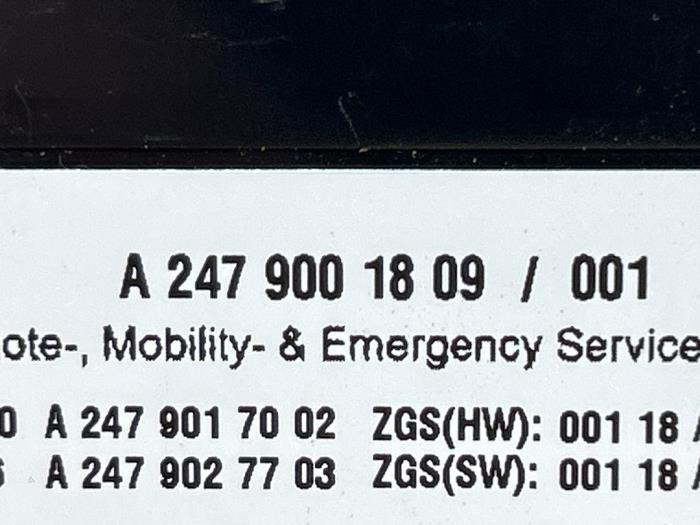 A 247 900 18 09 / 001
ote-, Mobility- & Emergency Service
0 A 247 901 70 02 ZGS(HW): 001 18 /
A 247 902 77 03 ZGS(SW): 001 18 /